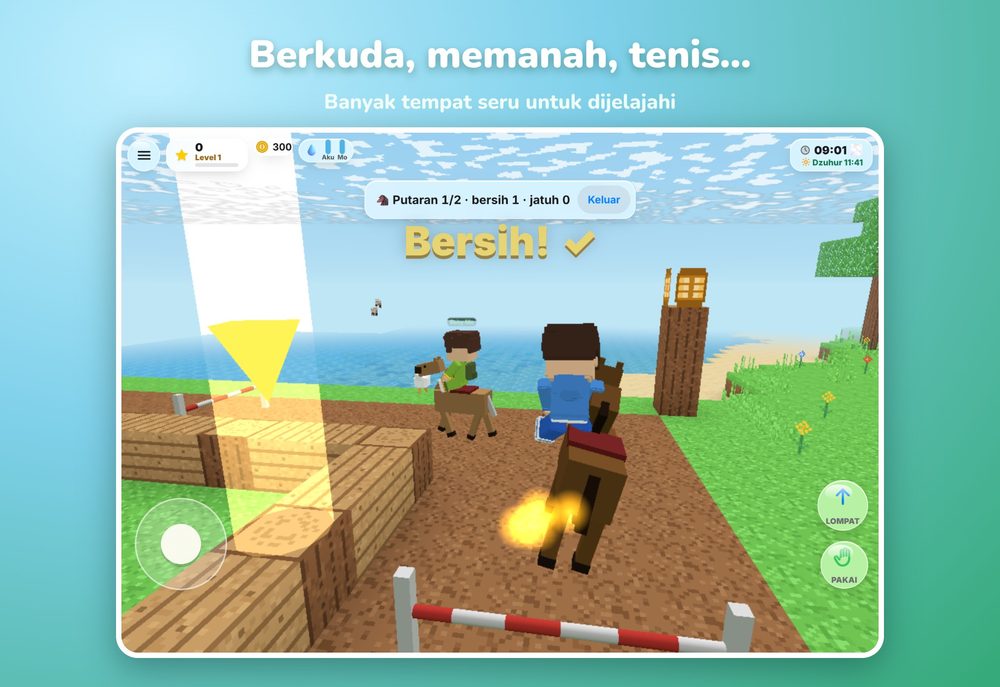 Berkuda, memanah, tenis...
Banyak tempat seru untuk dijelajahi
0
Level 1
300
Aku Mo
09:01
Dzuhur 11:41
Putaran 1/2 · bersih 1 · jatuh 0 Keluar
Bersih! ✓
LOMPAT
PAKAI